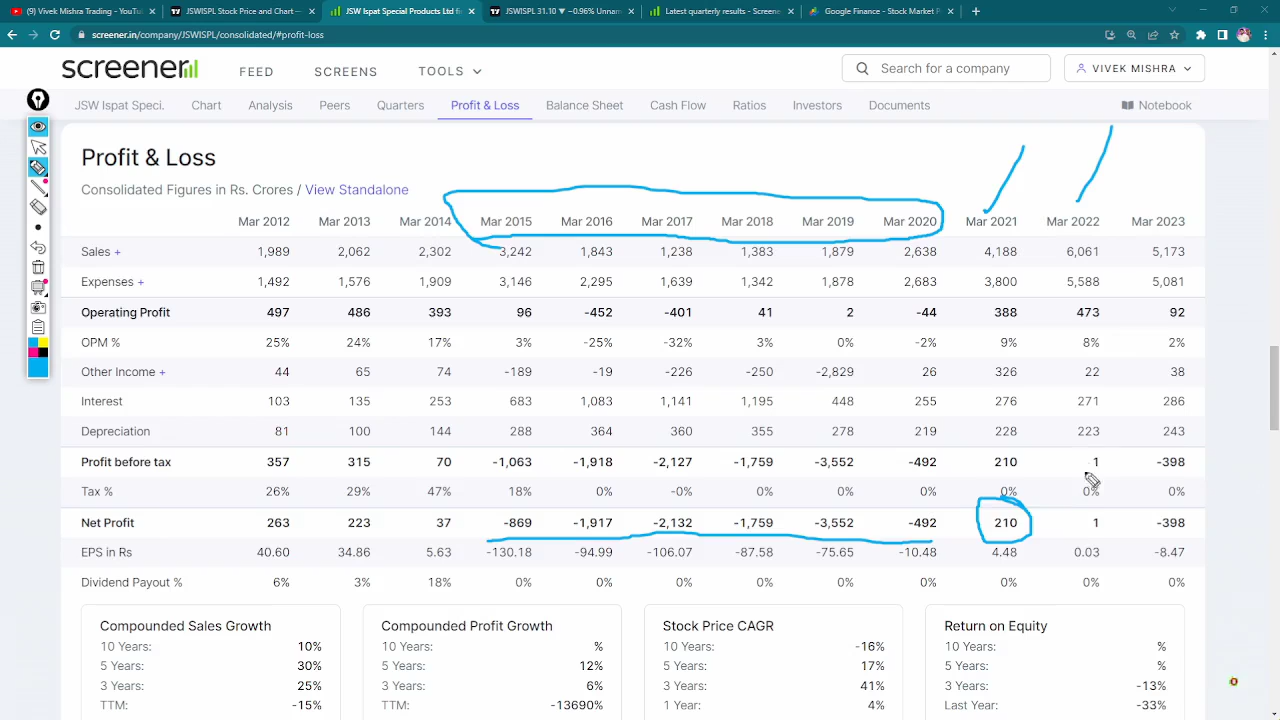 (9) Vivek Mishra Trading - YouTub
JSWISPL Stock Price and Chart —
JSW Ispat Special Products Ltd fi
JSWISPL 31.10 ▼ −0.96% Unnam
Latest quarterly results - Screene
Google Finance - Stock Market P
screener.in/company/JSWISPL/consolidated/#profit-loss
screener
FEED SCREENS TOOLS
Search for a company
VIVEK MISHRA
JSW Ispat Speci. Chart Analysis Peers Quarters Profit & Loss Balance Sheet Cash Flow Ratios Investors Documents Notebook
Profit & Loss
Consolidated Figures in Rs. Crores / View Standalone
Mar 2012 Mar 2013 Mar 2014 Mar 2015 Mar 2016 Mar 2017 Mar 2018 Mar 2019 Mar 2020 Mar 2021 Mar 2022 Mar 2023
Sales + 1,989 2,062 2,302 3,242 1,843 1,238 1,383 1,879 2,638 4,188 6,061 5,173
Expenses + 1,492 1,576 1,909 3,146 2,295 1,639 1,342 1,878 2,683 3,800 5,588 5,081
Operating Profit 497 486 393 96 -452 -401 41 2 -44 388 473 92
OPM % 25% 24% 17% 3% -25% -32% 3% 0% -2% 9% 8% 2%
Other Income + 44 65 74 -189 -19 -226 -250 -2,829 26 326 22 38
Interest 103 135 253 683 1,083 1,141 1,195 448 255 276 271 286
Depreciation 81 100 144 288 364 360 355 278 219 228 223 243
Profit before tax 357 315 70 -1,063 -1,918 -2,127 -1,759 -3,552 -492 210 1 -398
Tax % 26% 29% 47% 18% 0% -0% 0% 0% 0% 0% 0% 0%
Net Profit 263 223 37 -869 -1,917 -2,132 -1,759 -3,552 -492 210 1 -398
EPS in Rs 40.60 34.86 5.63 -130.18 -94.99 -106.07 -87.58 -75.65 -10.48 4.48 0.03 -8.47
Dividend Payout % 6% 3% 18% 0% 0% 0% 0% 0% 0% 0% 0% 0%
Compounded Sales Growth
10 Years: 10%
5 Years: 30%
3 Years: 25%
TTM: -15%
Compounded Profit Growth
10 Years: %
5 Years: 12%
3 Years: 6%
TTM: -13690%
Stock Price CAGR
10 Years: -16%
5 Years: 17%
3 Years: 41%
1 Year: 4%
Return on Equity
10 Years: %
5 Years: %
3 Years: -13%
Last Year: -33%